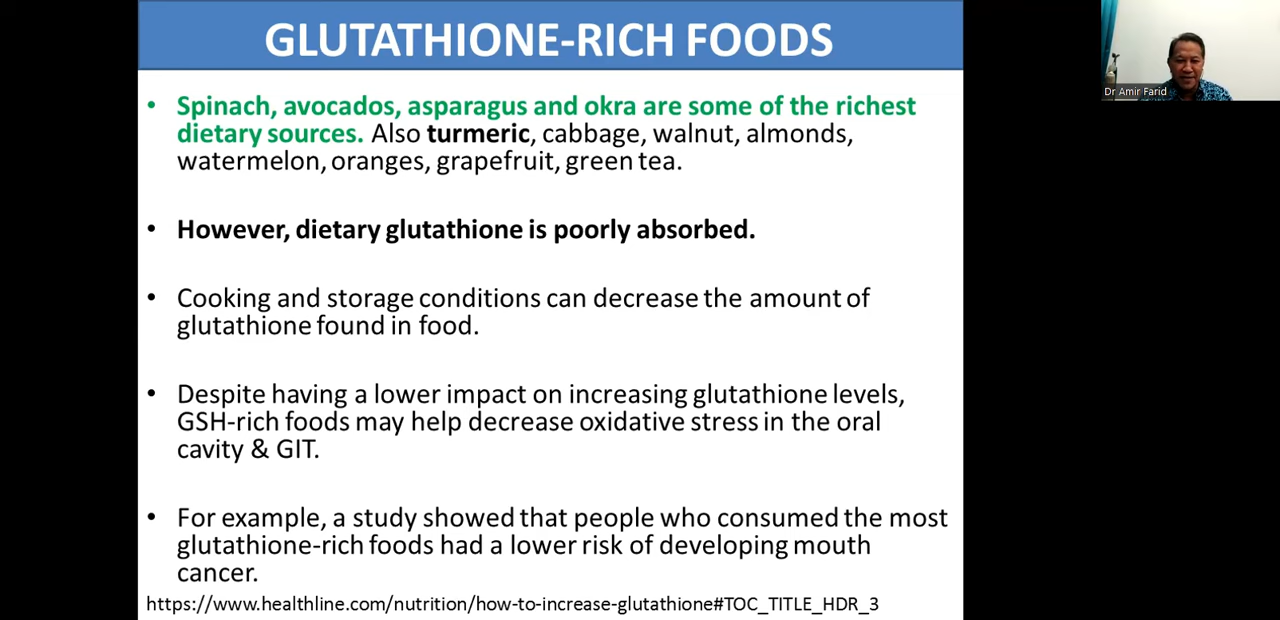 GLUTATHIONE-RICH FOODS
• Spinach, avocados, asparagus and okra are some of the richest
dietary sources. Also turmeric, cabbage, walnut, almonds,
watermelon, oranges, grapefruit, green tea.
• However, dietary glutathione is poorly absorbed.
• Cooking and storage conditions can decrease the amount of
glutathione found in food.
• Despite having a lower impact on increasing glutathione levels,
GSH-rich foods may help decrease oxidative stress in the oral
cavity & GIT.
• For example, a study showed that people who consumed the most
glutathione-rich foods had a lower risk of developing mouth
cancer.
https://www.healthline.com/nutrition/how-to-increase-glutathione#TOC_TITLE_HDR_3
Dr Amir Farid